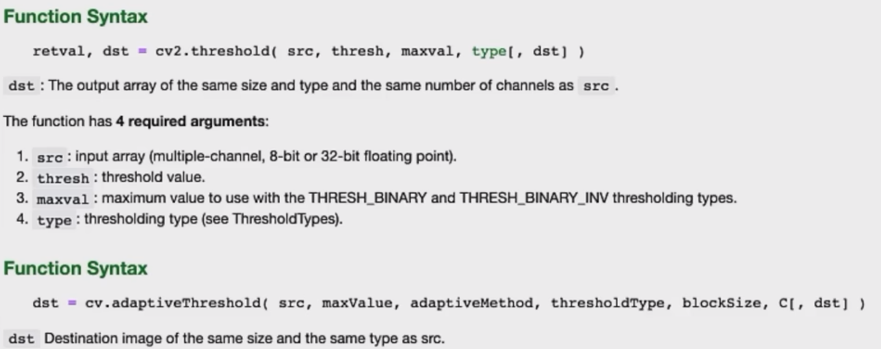 Function Syntax
retval, dst = cv2.threshold( src, thresh, maxval, type[, dst] )
dst : The output array of the same size and type and the same number of channels as src .
The function has 4 required arguments:
1. src : input array (multiple-channel, 8-bit or 32-bit floating point).
2. thresh : threshold value.
3. maxval : maximum value to use with the THRESH_BINARY and THRESH_BINARY_INV thresholding types.
4. type : thresholding type (see ThresholdTypes).
Function Syntax
dst = cv.adaptiveThreshold( src, maxValue, adaptiveMethod, thresholdType, blockSize, C[, dst] )
dst Destination image of the same size and the same type as src.